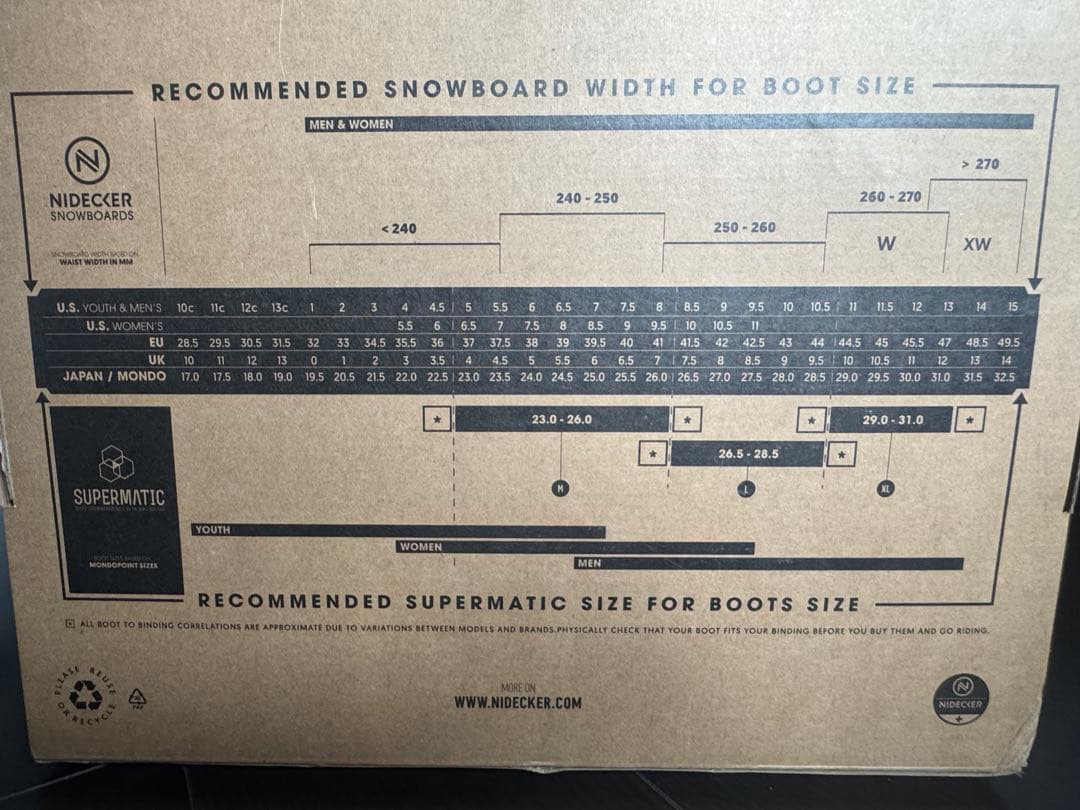 RECOMMENDED SNOWBOARD WIDTH FOR BOOT SIZE
MEN & WOMEN
NIDECKER
SNOWBOARDS
SNOWBOARD WIDTH BASED ON
WAIST WIDTH IN MM
< 240
240 - 250
250 - 260
260 - 270
W
> 270
XW
U.S. YOUTH & MEN'S 10c 11c 12c 13c 1 2 3 4 4.5 5 5.5 6 6.5 7 7.5 8 8.5 9 9.5 10 10.5 11 11.5 12 13 14 15
U.S. WOMEN'S 5.5 6 6.5 7 7.5 8 8.5 9 9.5 10 10.5 11
EU 28.5 29.5 30.5 31.5 32 33 34.5 35.5 36 37 37.5 38 39 39.5 40 41 41.5 42 42.5 43 44 44.5 45 45.5 47 48.5 49.5
UK 10 11 12 13 0 1 2 3 3.5 4 4.5 5 5.5 6 6.5 7 7.5 8 8.5 9 9.5 10 10.5 11 12 13 14
JAPAN / MONDO 17.0 17.5 18.0 19.0 19.5 20.5 21.5 22.0 22.5 23.0 23.5 24.0 24.5 25.0 25.5 26.0 26.5 27.0 27.5 28.0 28.5 29.0 29.5 30.0 31.0 31.5 32.5
* 23.0 - 26.0 * * 29.0 - 31.0 *
* 26.5 - 28.5 *
M L XL
SUPERMATIC
BOOT SIZES BASED ON
MONDOPOINT SIZES
YOUTH
WOMEN
MEN
RECOMMENDED SUPERMATIC SIZE FOR BOOTS SIZE
* ALL BOOT TO BINDING CORRELATIONS ARE APPROXIMATE DUE TO VARIATIONS BETWEEN MODELS AND BRANDS.PHYSICALLY CHECK THAT YOUR BOOT FITS YOUR BINDING BEFORE YOU BUY THEM AND GO RIDING.
PLEASE REUSE
OR RECYCLE
MORE ON
WWW.NIDECKER.COM
NIDECKER